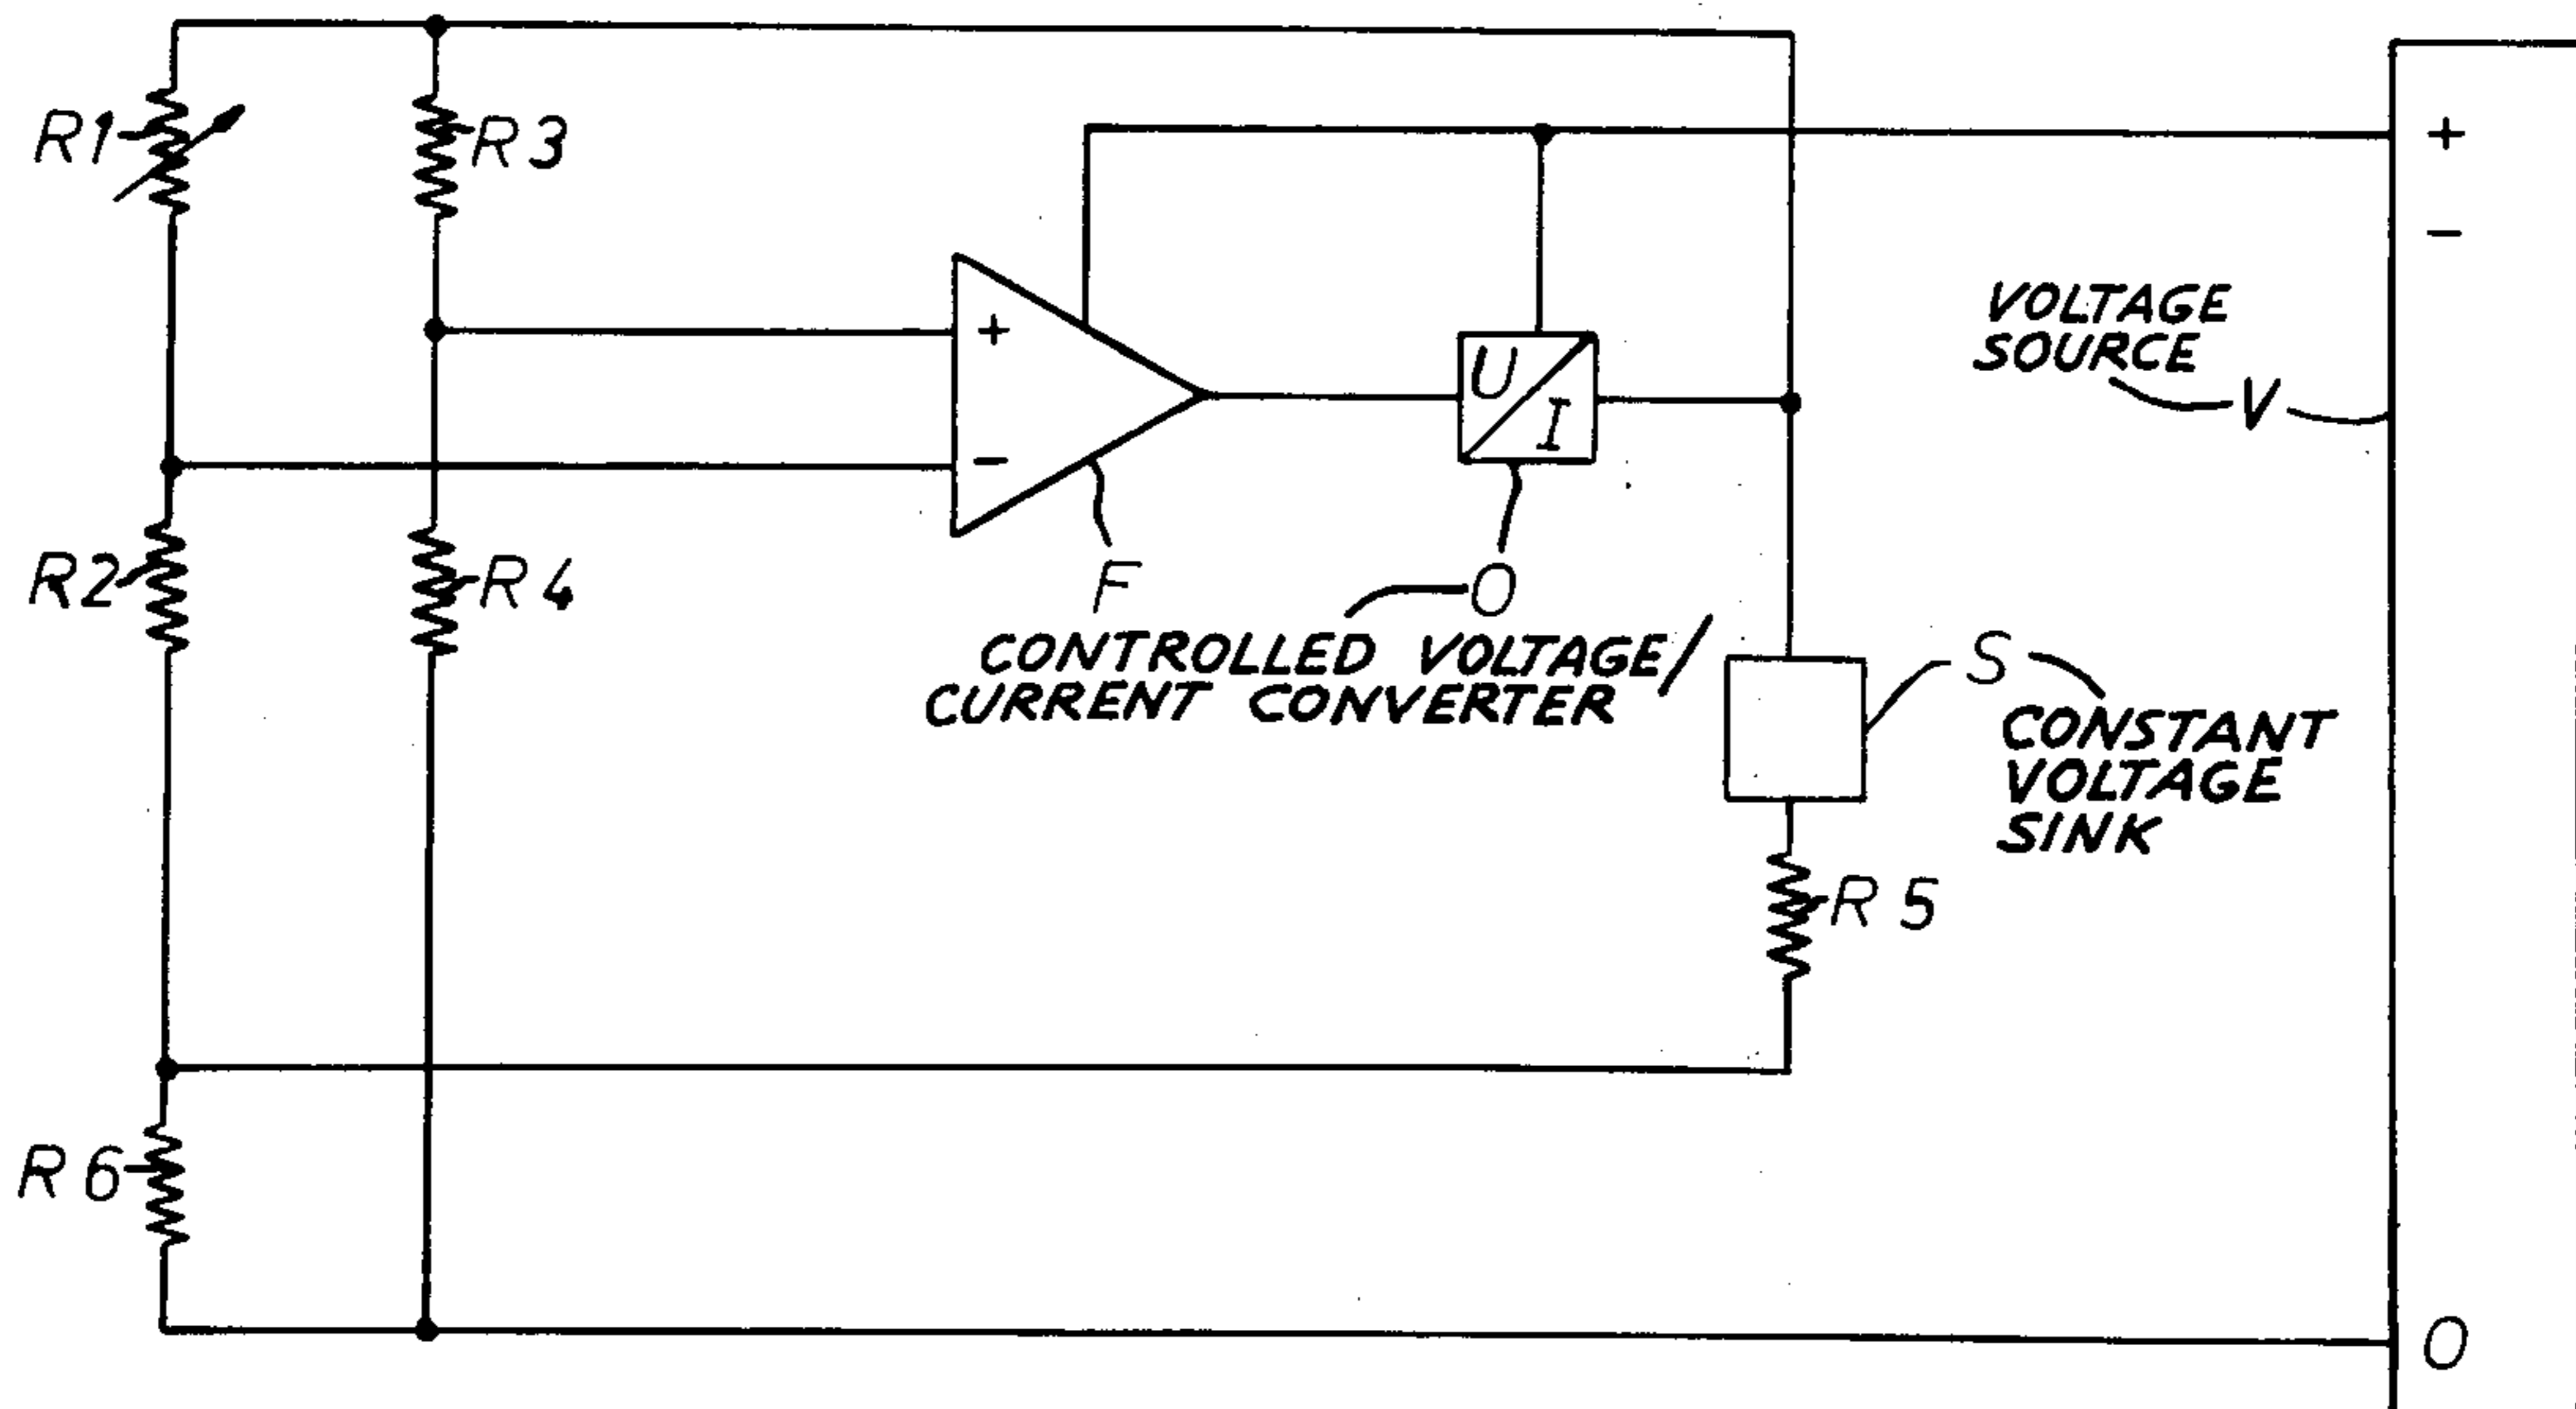 R1
R3
+
-
VOLTAGE
SOURCE
V
+
-
U
I
R2
R4
F
O
CONTROLLED VOLTAGE/
CURRENT CONVERTER
S
CONSTANT
VOLTAGE
SINK
R5
R6
O